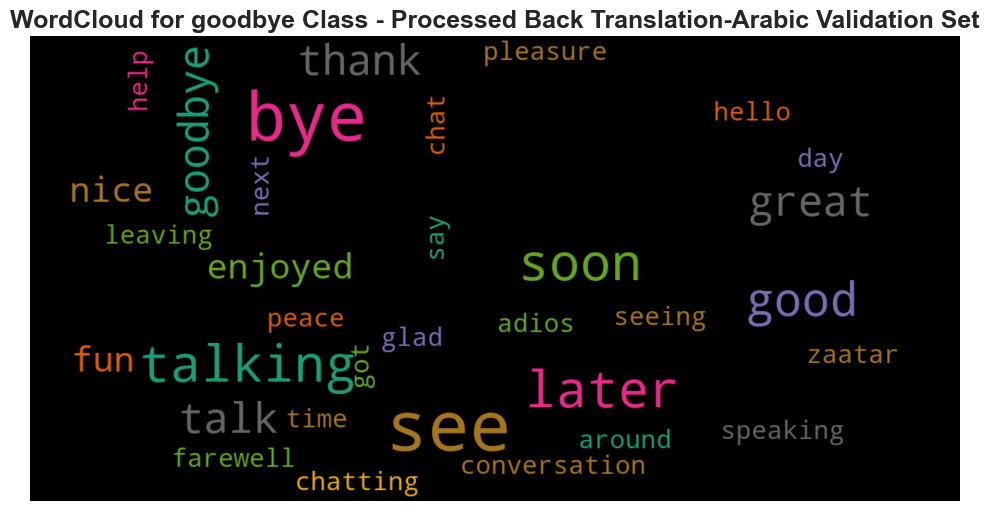 WordCloud for goodbye Class - Processed Back Translation-Arabic Validation Set
help
goodbye
thank
pleasure
bye
chat
hello
next
day
nice
great
leaving
say
enjoyed
soon
good
peace
glad
adios
seeing
fun
talking
got
zaatar
later
talk
time
see
around
speaking
farewell
conversation
chatting